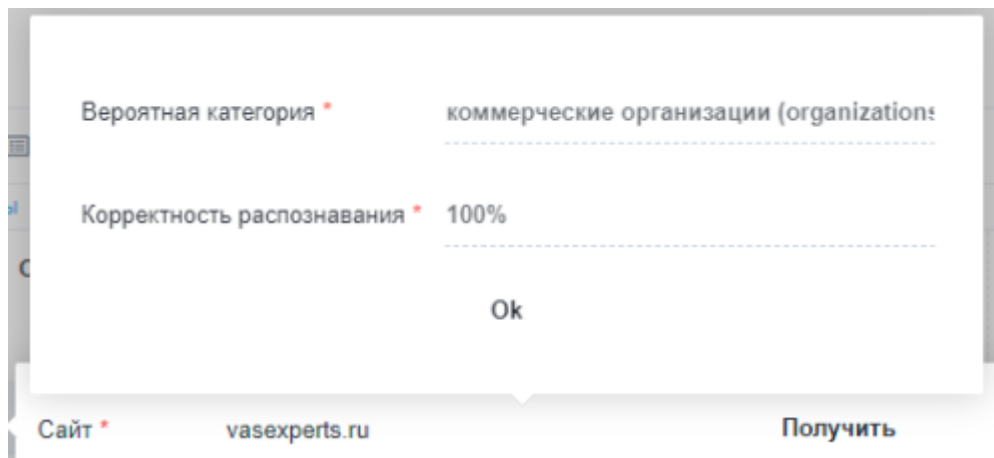 Вероятная категория * коммерческие организации (organizations
ы
Корректность распознавания * 100%
Ok
Сайт * vasexperts.ru Получить